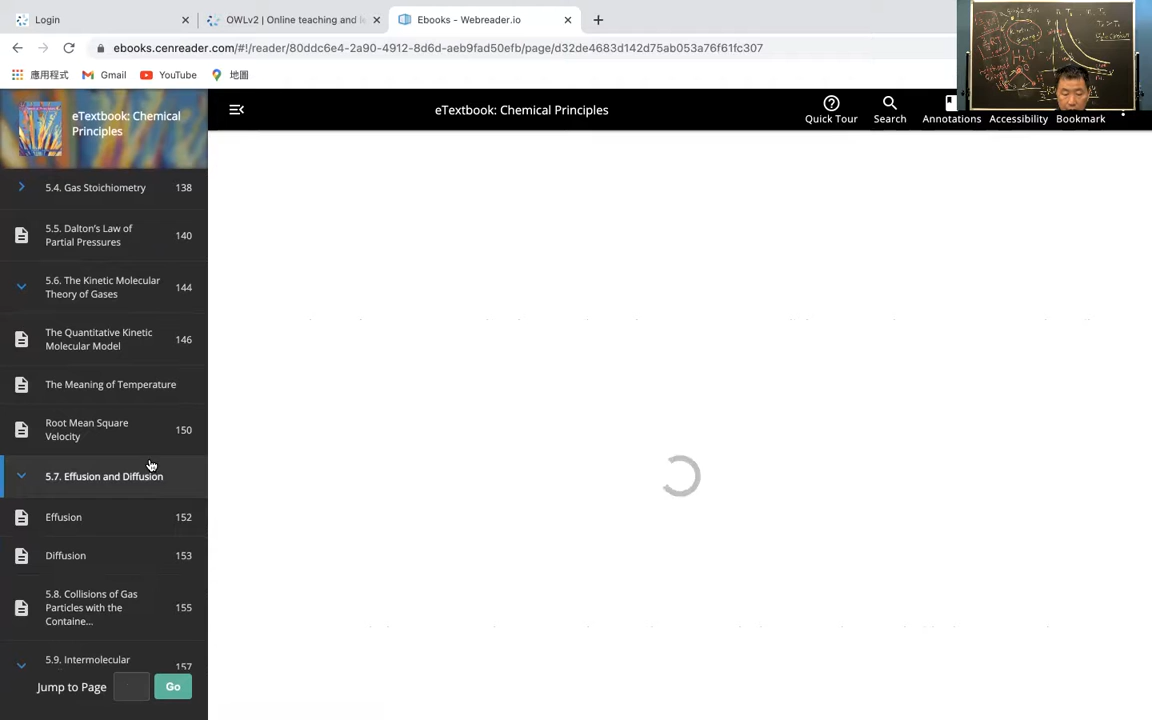 Login
OWLv2 | Online teaching and le
Ebooks - Webreader.io
ebooks.cenreader.com/#!/reader/80ddc6e4-2a90-4912-8d6d-aeb9fad50efb/page/d32de4683d142d75ab053a76f61fc307
應用程式
Gmail
YouTube
地圖
eTextbook: Chemical
Principles
eTextbook: Chemical Principles
Quick Tour
Search
Annotations
Accessibility
Bookmark
5.4. Gas Stoichiometry 138
5.5. Dalton's Law of
Partial Pressures 140
5.6. The Kinetic Molecular
Theory of Gases 144
The Quantitative Kinetic
Molecular Model 146
The Meaning of Temperature
Root Mean Square
Velocity 150
5.7. Effusion and Diffusion
Effusion 152
Diffusion 153
5.8. Collisions of Gas
Particles with the
Containe... 155
5.9. Intermolecular 157
Jump to Page
Go